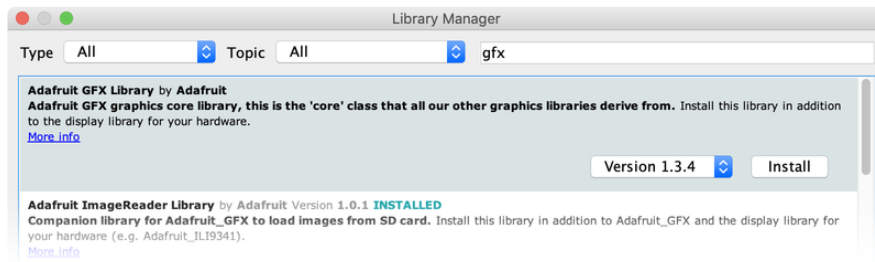 Library Manager
Type All Topic All gfx
Adafruit GFX Library by Adafruit
Adafruit GFX graphics core library, this is the 'core' class that all our other graphics libraries derive from. Install this library in addition
to the display library for your hardware.
More info
Version 1.3.4 Install
Adafruit ImageReader Library by Adafruit Version 1.0.1 INSTALLED
Companion library for Adafruit_GFX to load images from SD card. Install this library in addition to Adafruit_GFX and the display library for
your hardware (e.g. Adafruit_ILI9341).
More info